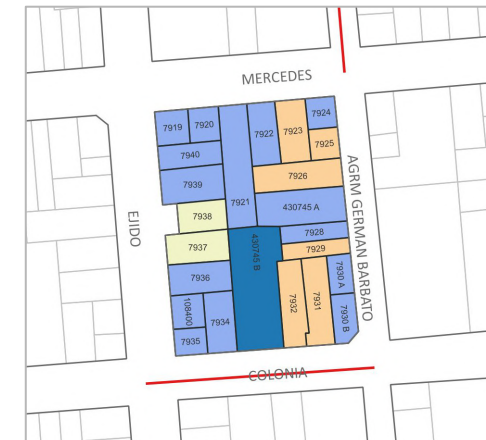 MERCEDES
7919
7920
7922
7923
7924
7925
7940
7939
7921
7926
430745 A
7938
7928
7937
430745 B
7929
7936
7930 A
108400
7934
7932
7931
7930 B
7935
EJIDO
AGRM GERMAN BARBATO
COLONIA